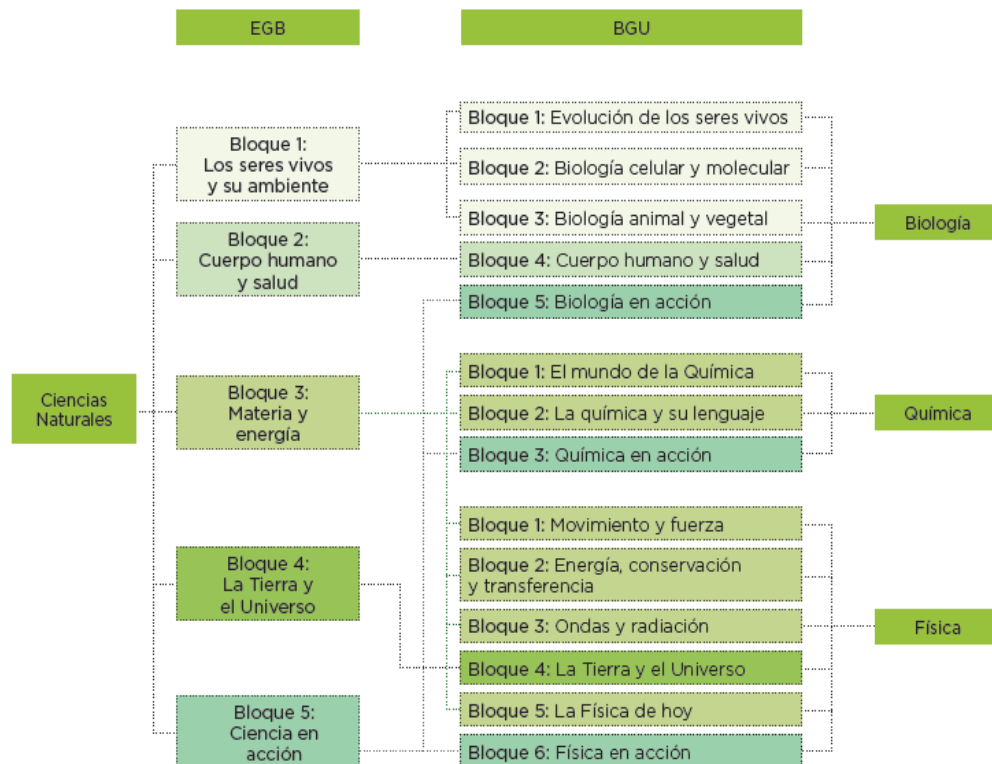 EGB
BGU
Ciencias
Naturales
Bloque 1:
Los seres vivos
y su ambiente
Bloque 2:
Cuerpo humano
y salud
Bloque 3:
Materia y
energía
Bloque 4:
La Tierra y
el Universo
Bloque 5:
Ciencia en
acción
Bloque 1: Evolución de los seres vivos
Bloque 2: Biología celular y molecular
Bloque 3: Biología animal y vegetal
Bloque 4: Cuerpo humano y salud
Bloque 5: Biología en acción
Biología
Bloque 1: El mundo de la Química
Bloque 2: La química y su lenguaje
Bloque 3: Química en acción
Química
Bloque 1: Movimiento y fuerza
Bloque 2: Energía, conservación
y transferencia
Bloque 3: Ondas y radiación
Bloque 4: La Tierra y el Universo
Bloque 5: La Física de hoy
Bloque 6: Física en acción
Física